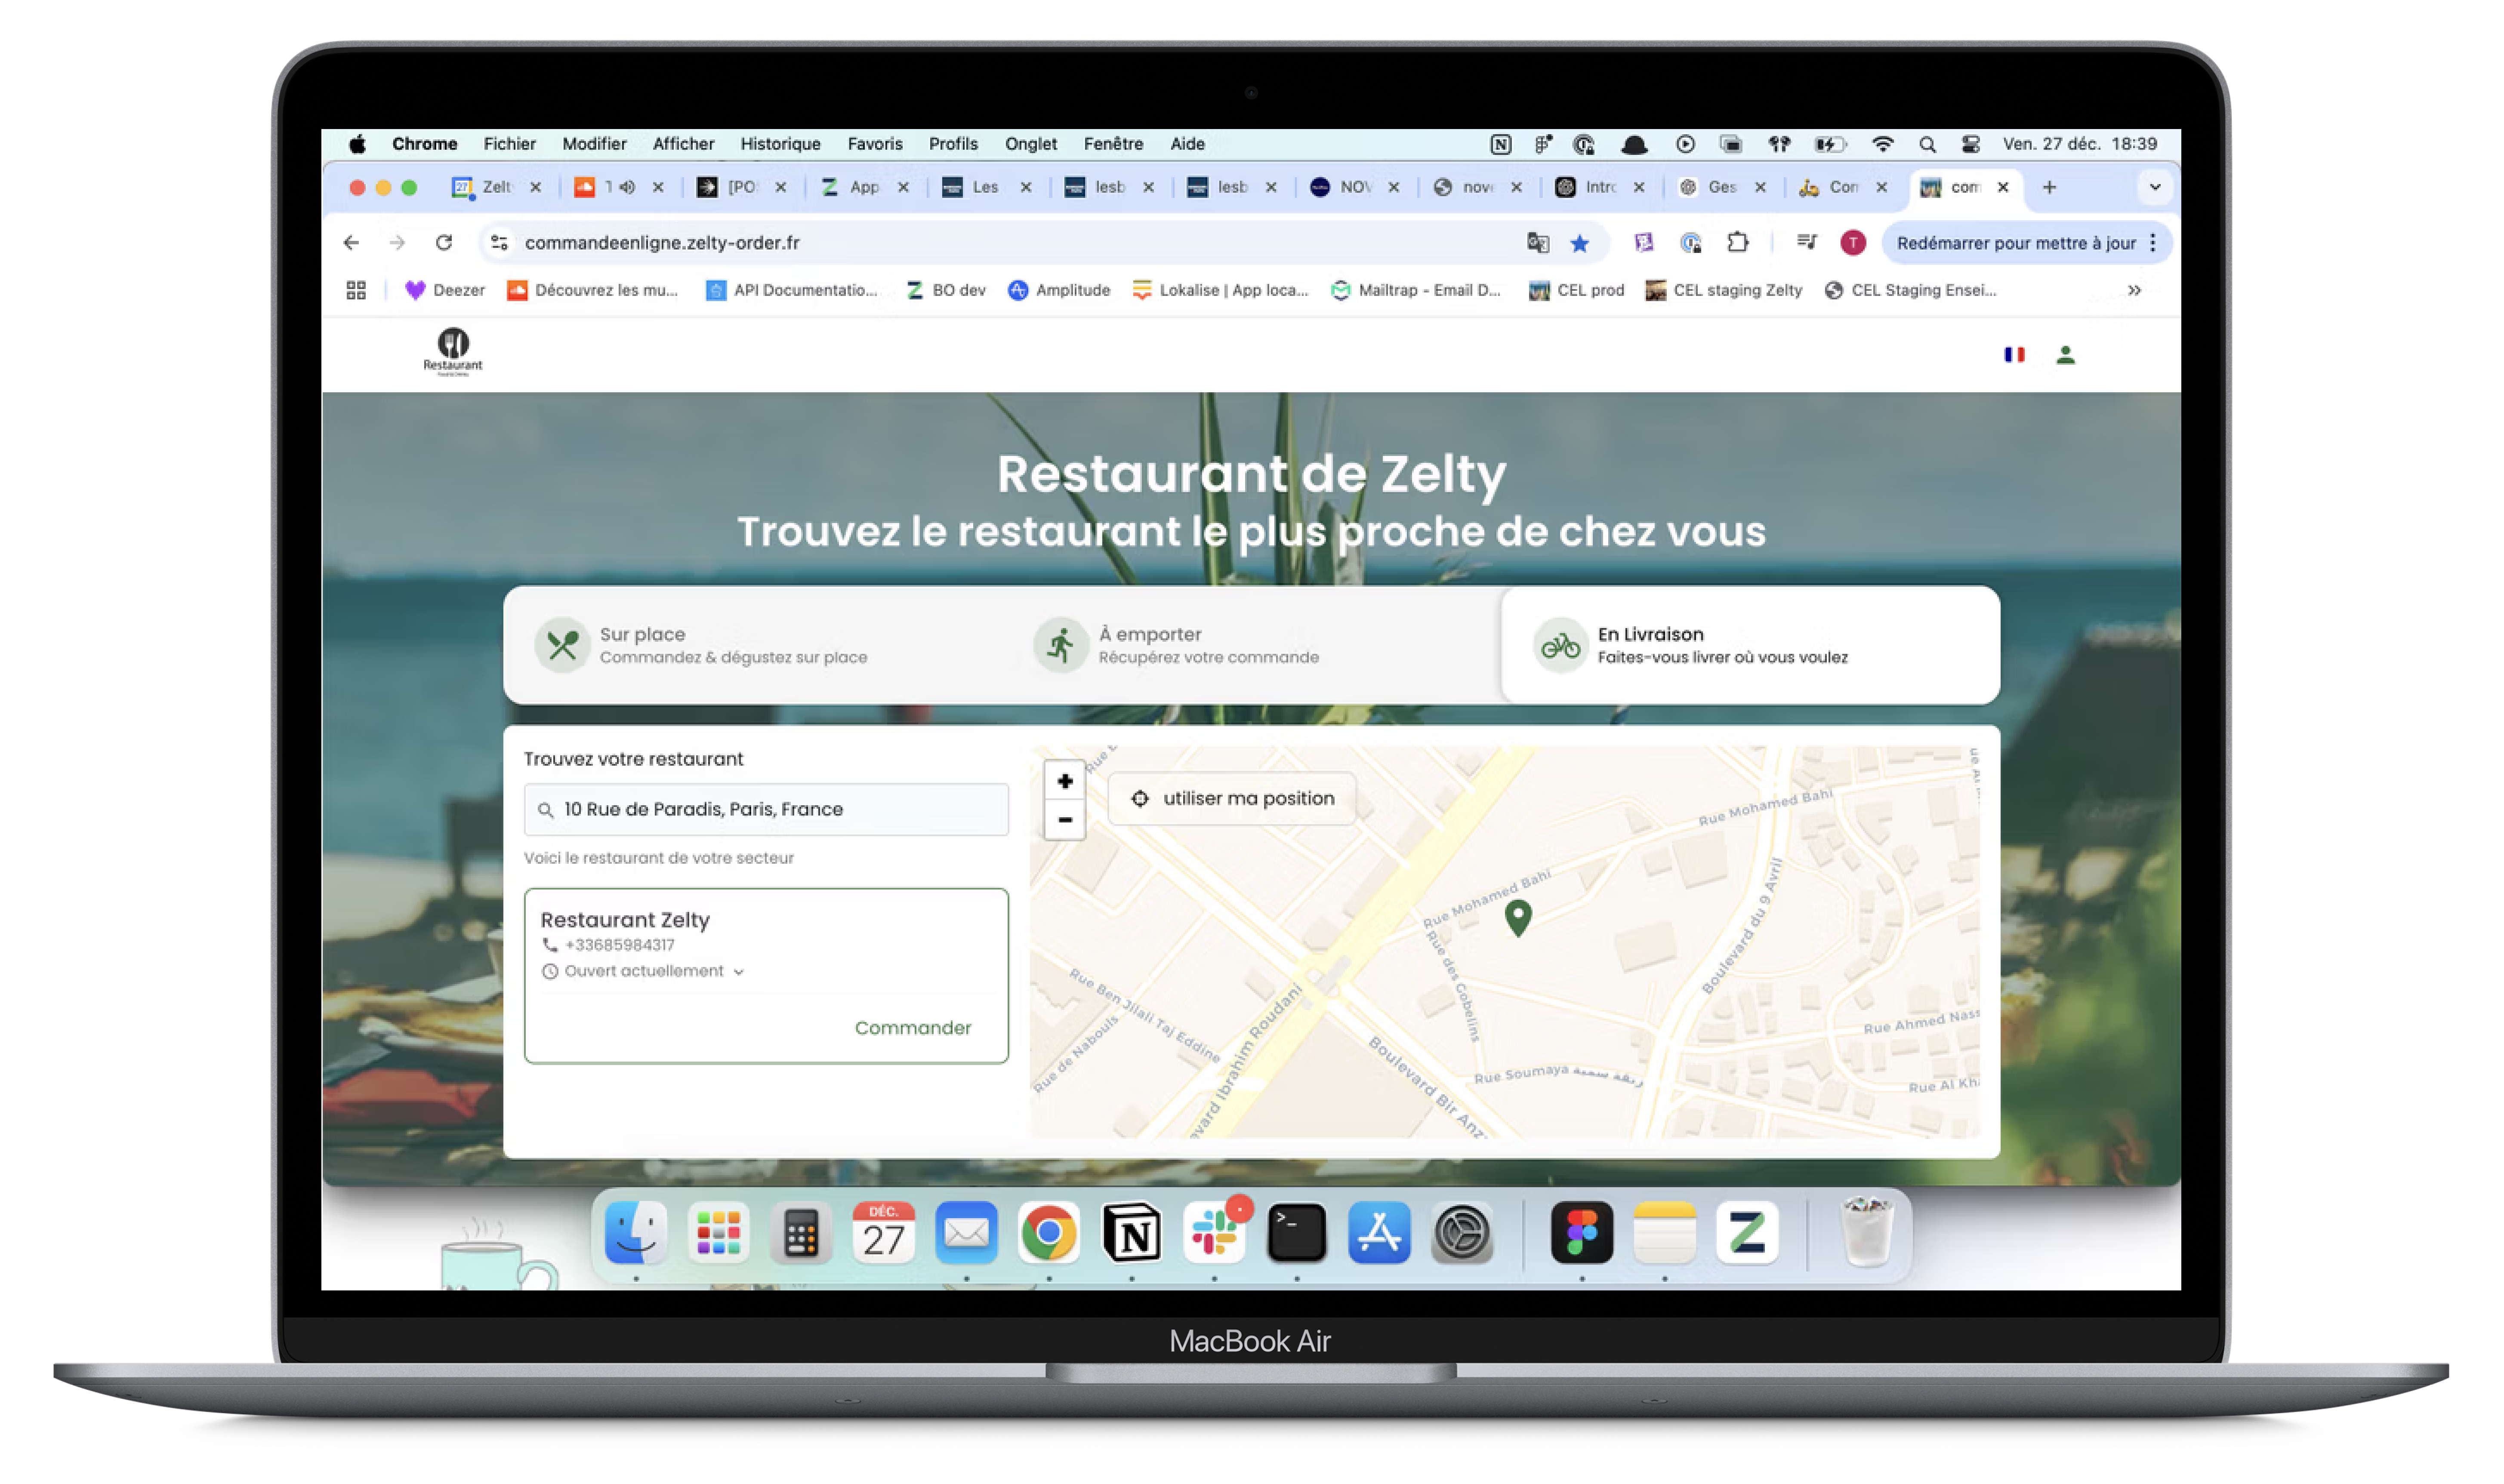 Chrome Fichier Modifier Afficher Historique Favoris Profils Onglet Fenêtre Aide Ven. 27 déc. 18:39
27 Zelt 1 [PO App Les lesb lesb NOV nov Intr Ges Con com
commandeenligne.zelty-order.fr T Redémarrer pour mettre à jour
Deezer Découvrez les mu... API Documentatio... BO dev Amplitude Lokalise | App loca... Mailtrap - Email D... CEL prod CEL staging Zelty CEL Staging Ensei...
Restaurant
Restaurant de Zelty
Trouvez le restaurant le plus proche de chez vous
Sur place
Commandez & dégustez sur place
À emporter
Récupérez votre commande
En Livraison
Faites-vous livrer où vous voulez
Trouvez votre restaurant
10 Rue de Paradis, Paris, France
Voici le restaurant de votre secteur
Restaurant Zelty
+33685984317
Ouvert actuellement
Commander
+
−
utiliser ma position
Rue Mohamed Bahi
Rue Mohamed Bahi
Boulevard du 9 Avril
Rue des Gobelins
Rue Ben Jilali Taj Eddine
Rue de Nabouls
evard Ibrahim Roudani
Boulevard Bir Anz
Rue Soumaya زنقة سمية
Rue Ahmed Nass
Rue Al Kh
DÉC.
27
MacBook Air